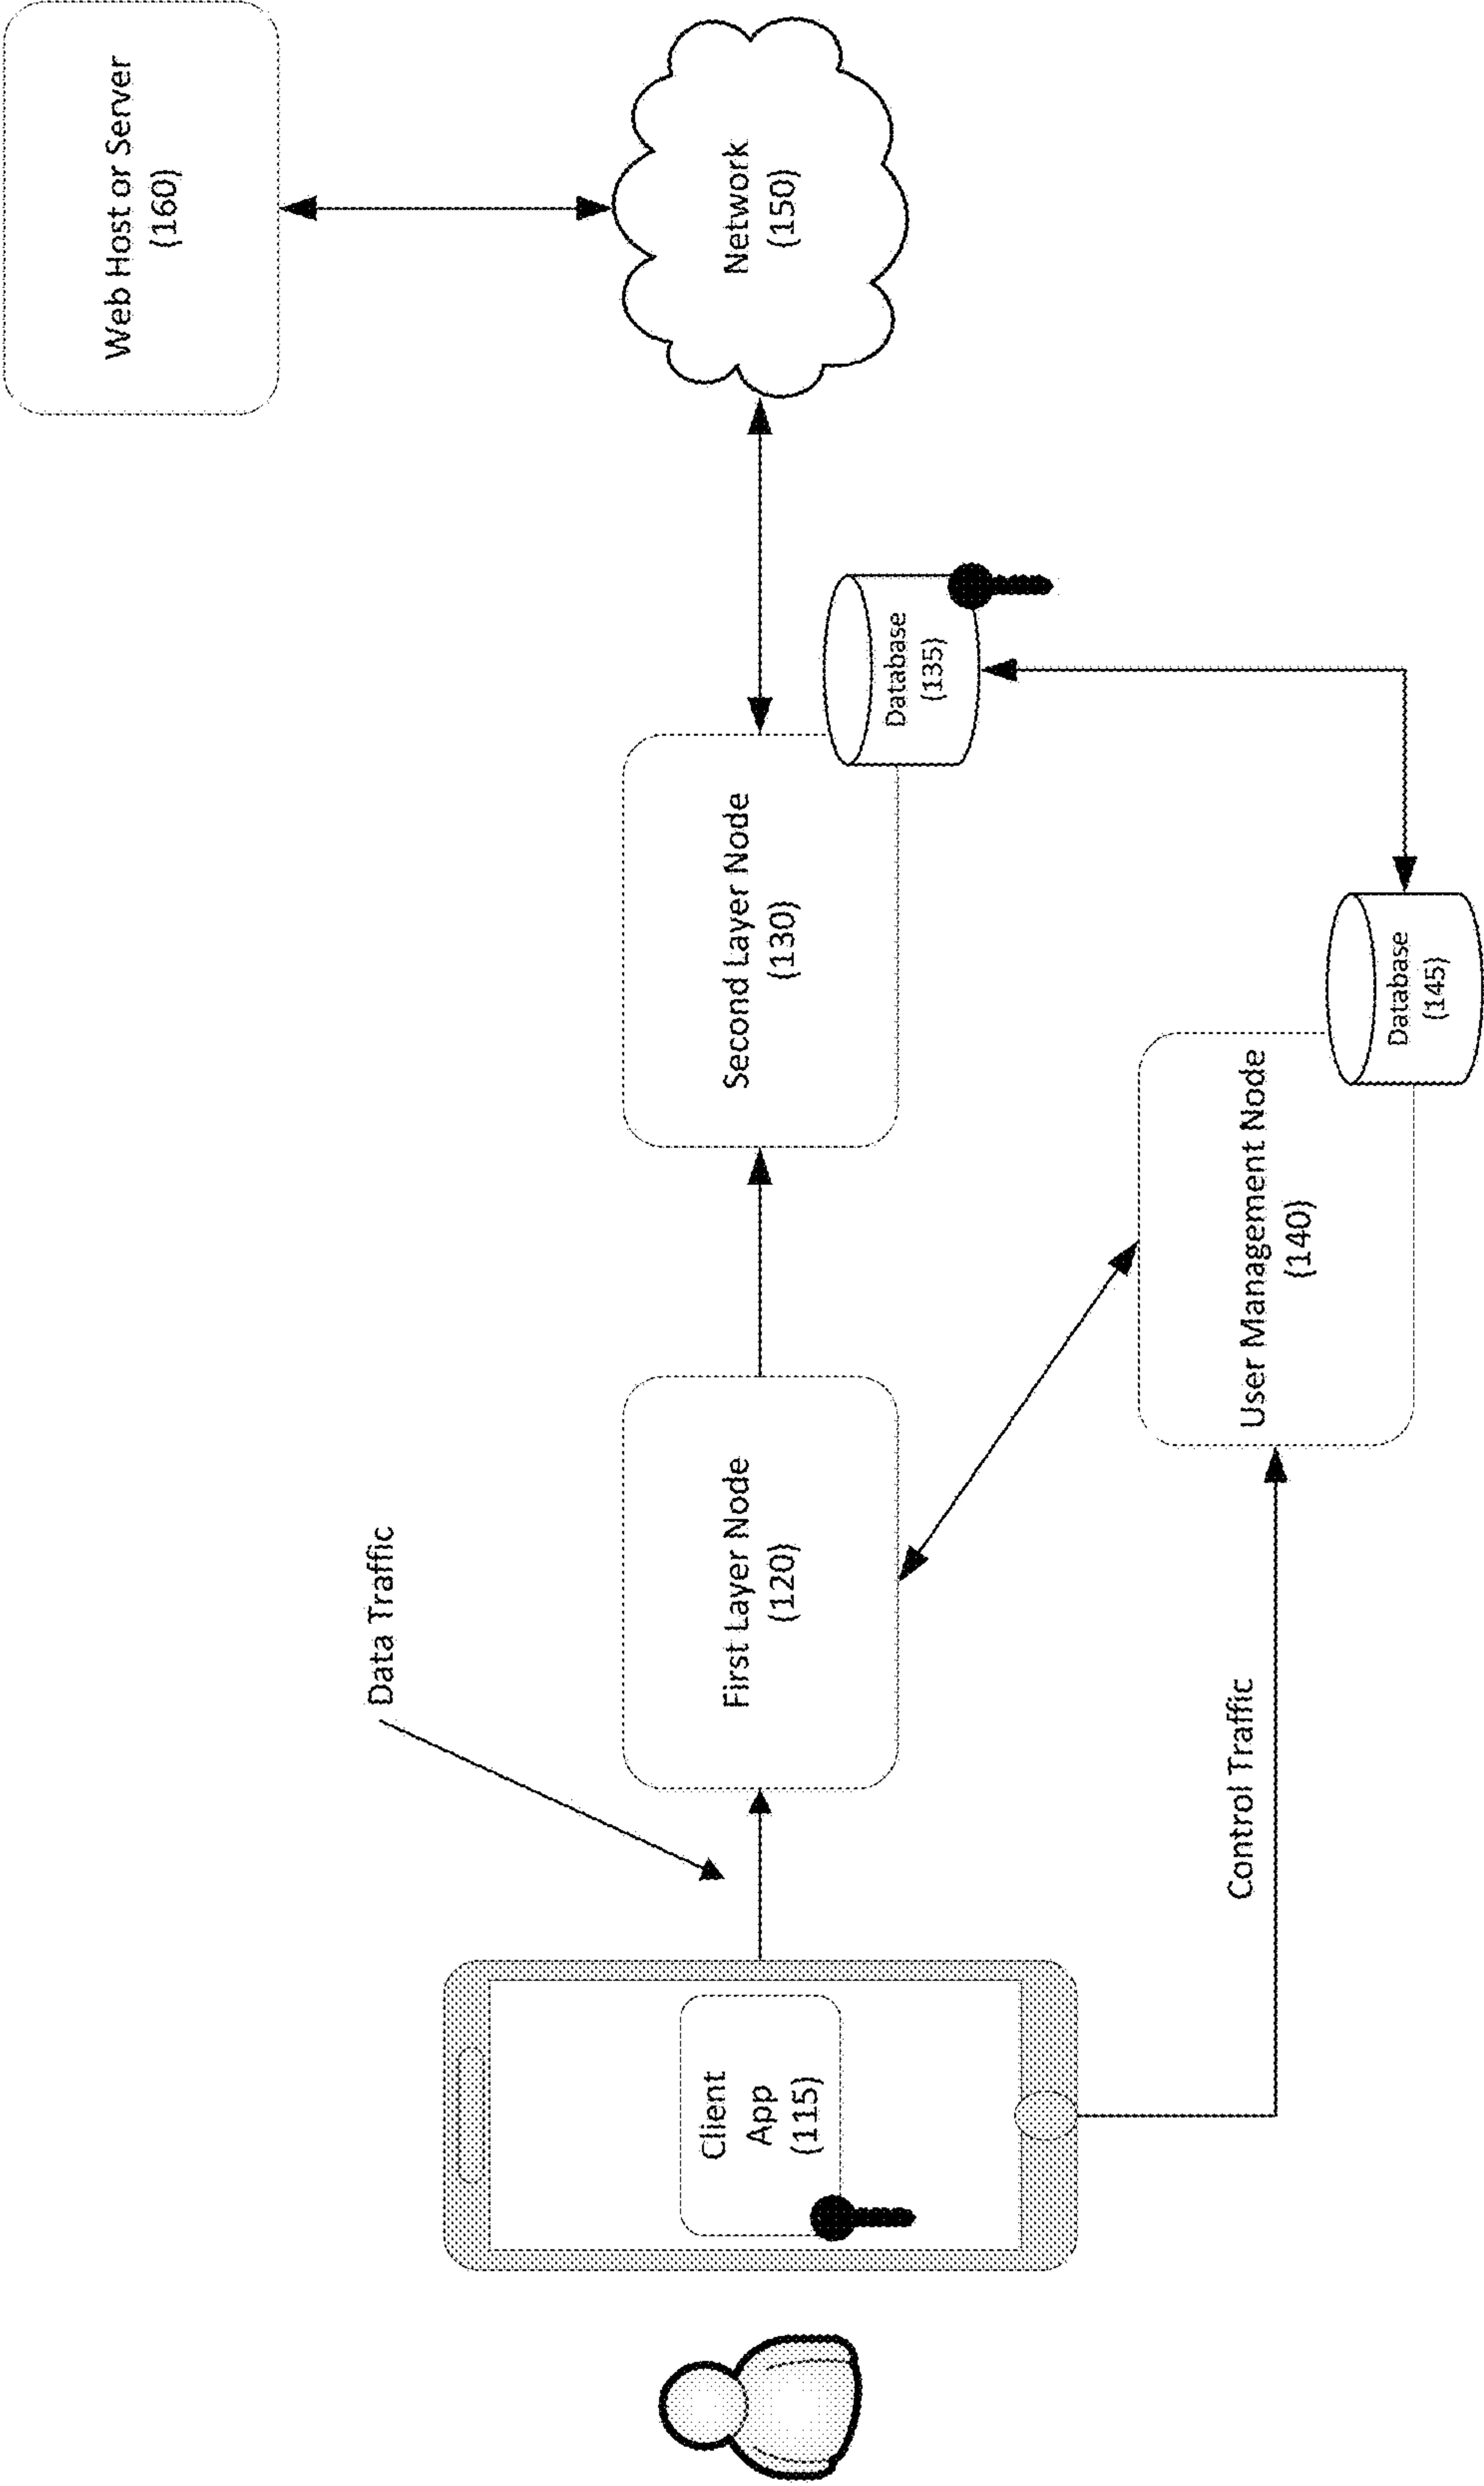 Web Host or Server
(160)
Data Traffic
Client
App
(115)
First Layer Node
(120)
Second Layer Node
(130)
Network
(150)
Database
(135)
Control Traffic
User Management Node
(140)
Database
(145)